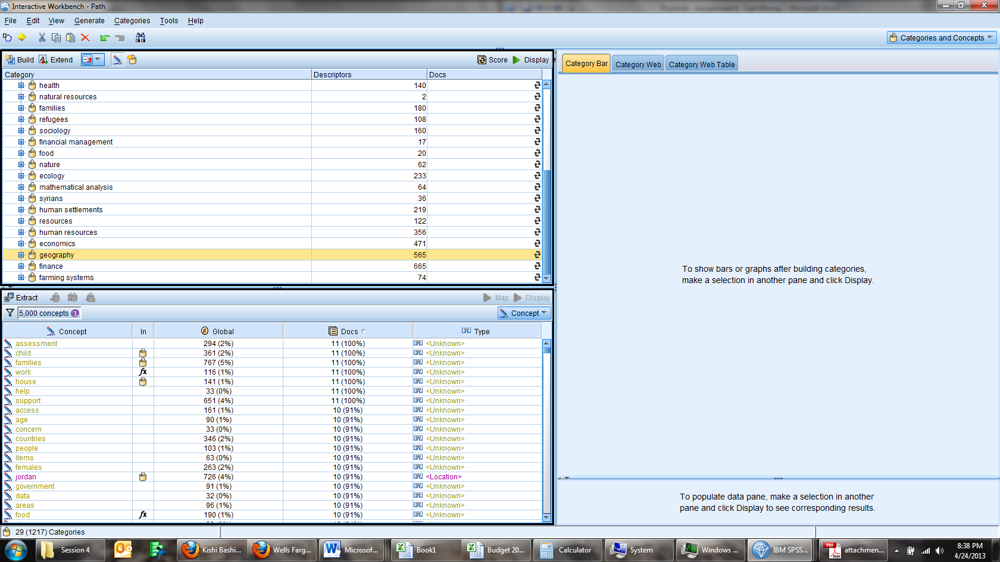 Interactive Workbench - Path
File Edit View Generate Categories Tools Help
Categories and Concepts
Build Extend Score Display
Category Bar Category Web Category Web Table
Category Descriptors Docs
health 140
natural resources 2
families 180
refugees 108
sociology 160
financial management 17
food 20
nature 62
ecology 233
mathematical analysis 64
syrians 36
human settlements 219
resources 122
human resources 356
economics 471
geography 565
finance 665
farming systems 74
To show bars or graphs after building categories,
make a selection in another pane and click Display.
Extract Map Display
5,000 concepts Concept
Concept In Global Docs Type
assessment 294 (2%) 11 (100%) <Unknown>
child 361 (2%) 11 (100%) <Unknown>
families 767 (5%) 11 (100%) <Unknown>
work fx 116 (1%) 11 (100%) <Unknown>
house 141 (1%) 11 (100%) <Unknown>
help 33 (0%) 11 (100%) <Unknown>
support 651 (4%) 11 (100%) <Unknown>
access 161 (1%) 10 (91%) <Unknown>
age 90 (1%) 10 (91%) <Unknown>
concern 33 (0%) 10 (91%) <Unknown>
countries 346 (2%) 10 (91%) <Unknown>
people 103 (1%) 10 (91%) <Unknown>
items 63 (0%) 10 (91%) <Unknown>
females 263 (2%) 10 (91%) <Unknown>
jordan 726 (4%) 10 (91%) <Location>
government 91 (1%) 10 (91%) <Unknown>
data 32 (0%) 10 (91%) <Unknown>
areas 96 (1%) 10 (91%) <Unknown>
food fx 190 (1%) 10 (91%) <Unknown>
To populate data pane, make a selection in another
pane and click Display to see corresponding results.
29 (1217) Categories
Session 4 Kishi Bashi... Wells Farg... Microsof... Book1 Budget 20... Calculator System Windows ... IBM SPSS... attachmen... 8:38 PM
4/24/2013